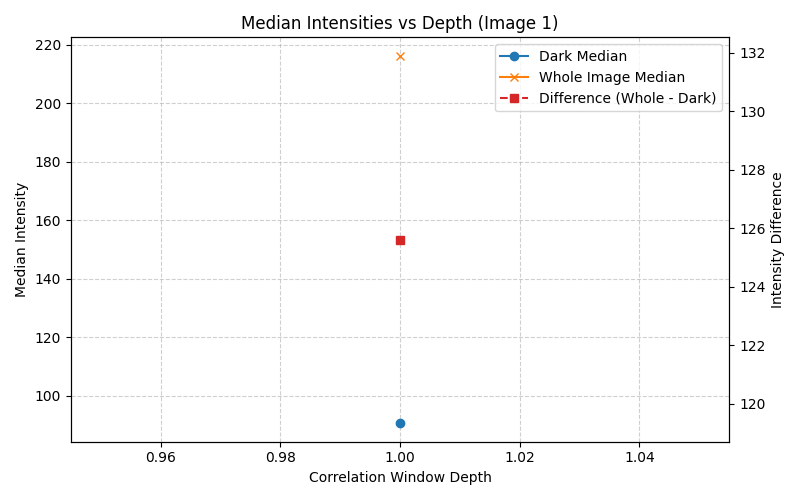 Median Intensities vs Depth (Image 1)
220
200
180
160
140
120
100
Median Intensity
Dark Median
Whole Image Median
Difference (Whole - Dark)
132
130
128
126
124
122
120
Intensity Difference
0.96
0.98
1.00
1.02
1.04
Correlation Window Depth